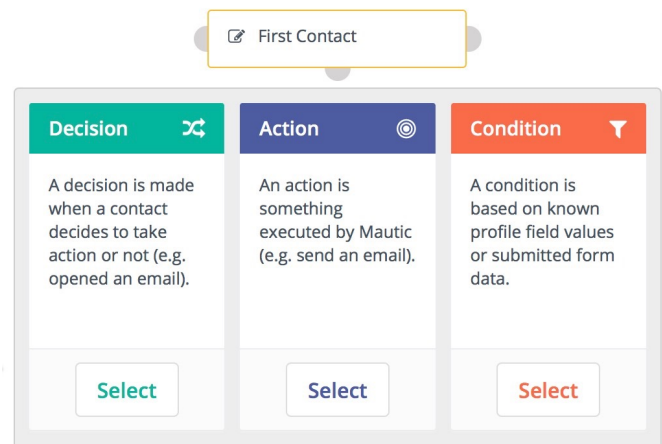 First Contact
Decision
A decision is made
when a contact
decides to take
action or not (e.g.
opened an email).
Select
Action
An action is
something
executed by Mautic
(e.g. send an email).
Select
Condition
A condition is
based on known
profile field values
or submitted form
data.
Select